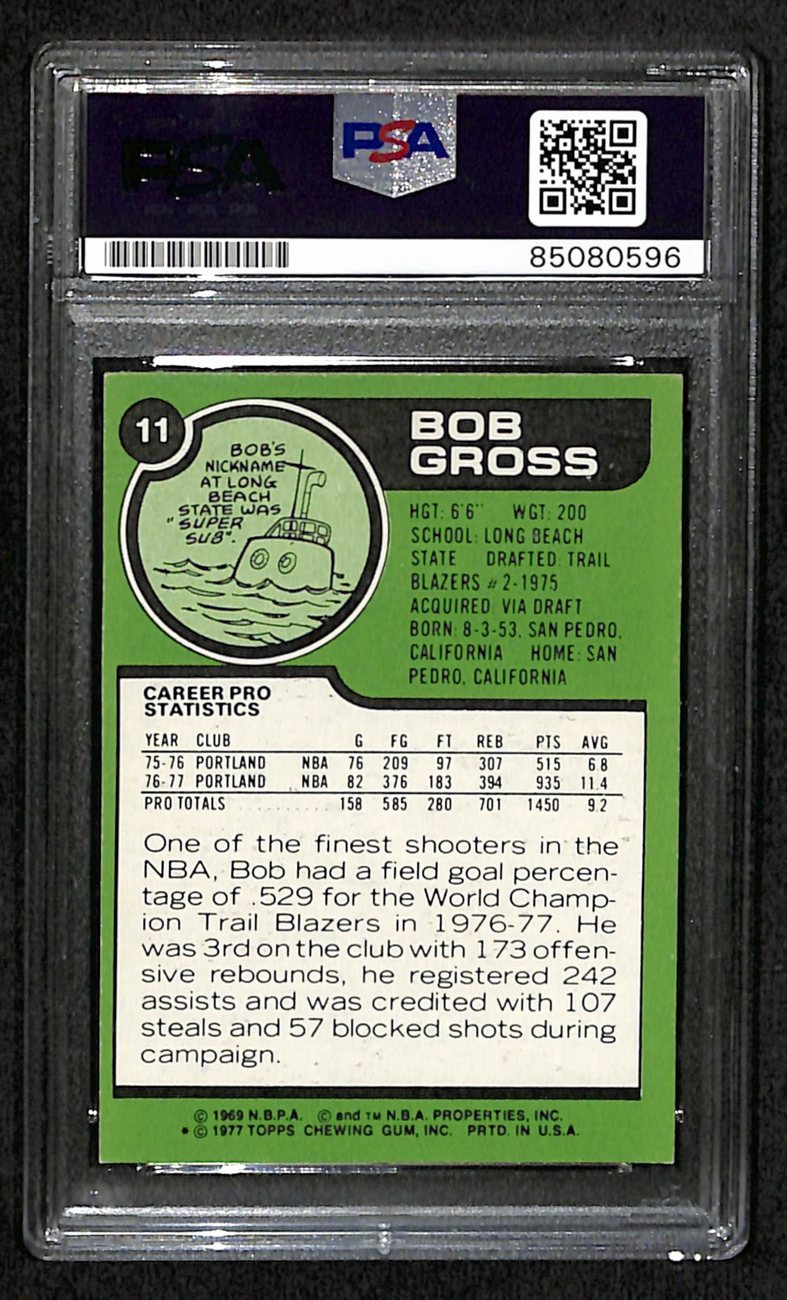 PSA
PSA
85080596
11
BOB'S
NICKNAME
AT LONG
BEACH
STATE WAS
"SUPER
SUB".
BOB
GROSS
HGT: 6'6" WGT: 200
SCHOOL: LONG BEACH
STATE DRAFTED: TRAIL
BLAZERS #2-1975
ACQUIRED: VIA DRAFT
BORN: 8-3-53, SAN PEDRO,
CALIFORNIA HOME: SAN
PEDRO, CALIFORNIA
CAREER PRO
STATISTICS
YEAR CLUB G FG FT REB PTS AVG
75-76 PORTLAND NBA 76 209 97 307 515 6.8
76-77 PORTLAND NBA 82 376 183 394 935 11.4
PRO TOTALS . . . . . . . . . . . 158 585 280 701 1450 9.2
One of the finest shooters in the
NBA, Bob had a field goal percen-
tage of .529 for the World Champ-
ion Trail Blazers in 1976-77. He
was 3rd on the club with 173 offen-
sive rebounds, he registered 242
assists and was credited with 107
steals and 57 blocked shots during
campaign.
© 1969 N.B.P.A. © and TM N.B.A. PROPERTIES, INC.
* © 1977 TOPPS CHEWING GUM, INC. PRTD. IN U.S.A.